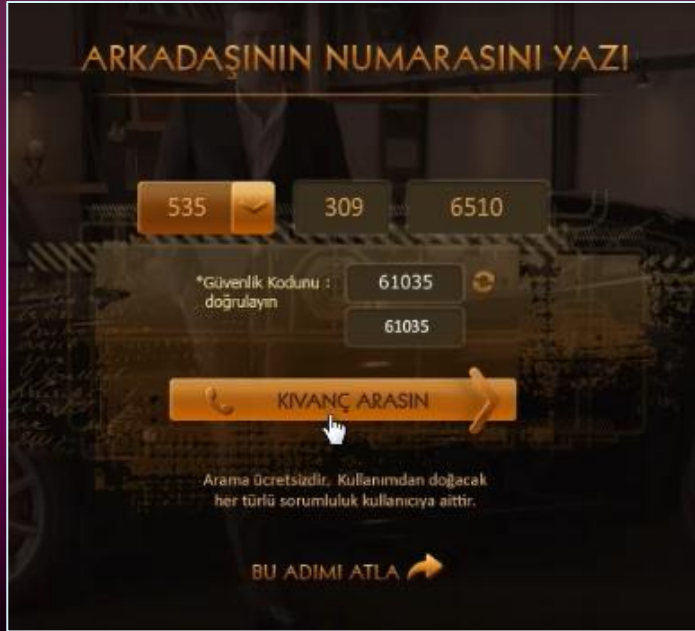 ARKADAŞININ NUMARASINI YAZ!
535 309 6510
*Güvenlik Kodunu :
doğrulayın
61035
61035
KIVANÇ ARASIN
Arama ücretsizdir. Kullanımdan doğacak
her türlü sorumluluk kullanıcıya aittir.
BU ADIMI ATLA